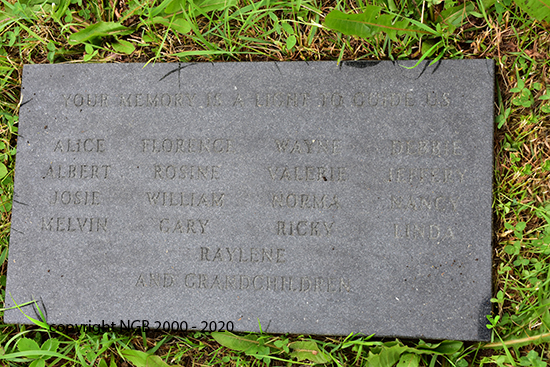 YOUR MEMORY IS A LIGHT TO GUIDE US
ALICE FLORENCE WAYNE DEBBIE
ALBERT ROSINE VALERIE JEFFERY
JOSIE WILLIAM NORMA NANCY
MELVIN GARY RICKY LINDA
RAYLENE
AND GRANDCHILDREN
copyright NGB 2000 - 2020